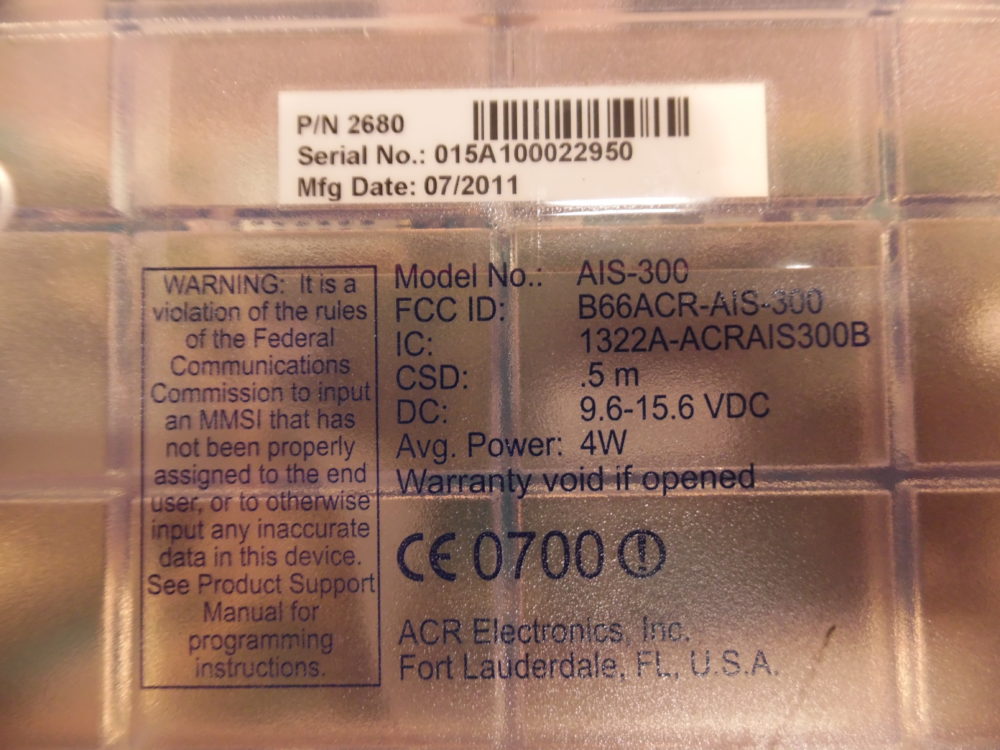 P/N 2680
Serial No.: 015A100022950
Mfg Date: 07/2011
WARNING: It is a
violation of the rules
of the Federal
Communications
Commission to input
an MMSI that has
not been properly
assigned to the end
user, or to otherwise
input any inaccurate
data in this device.
See Product Support
Manual for
programming
instructions.
Model No.: AIS-300
FCC ID: B66ACR-AIS-300
IC: 1322A-ACRAIS300B
CSD: .5 m
DC: 9.6-15.6 VDC
Avg. Power: 4W
Warranty void if opened
CE 0700 !
ACR Electronics, Inc.
Fort Lauderdale, FL, U.S.A.